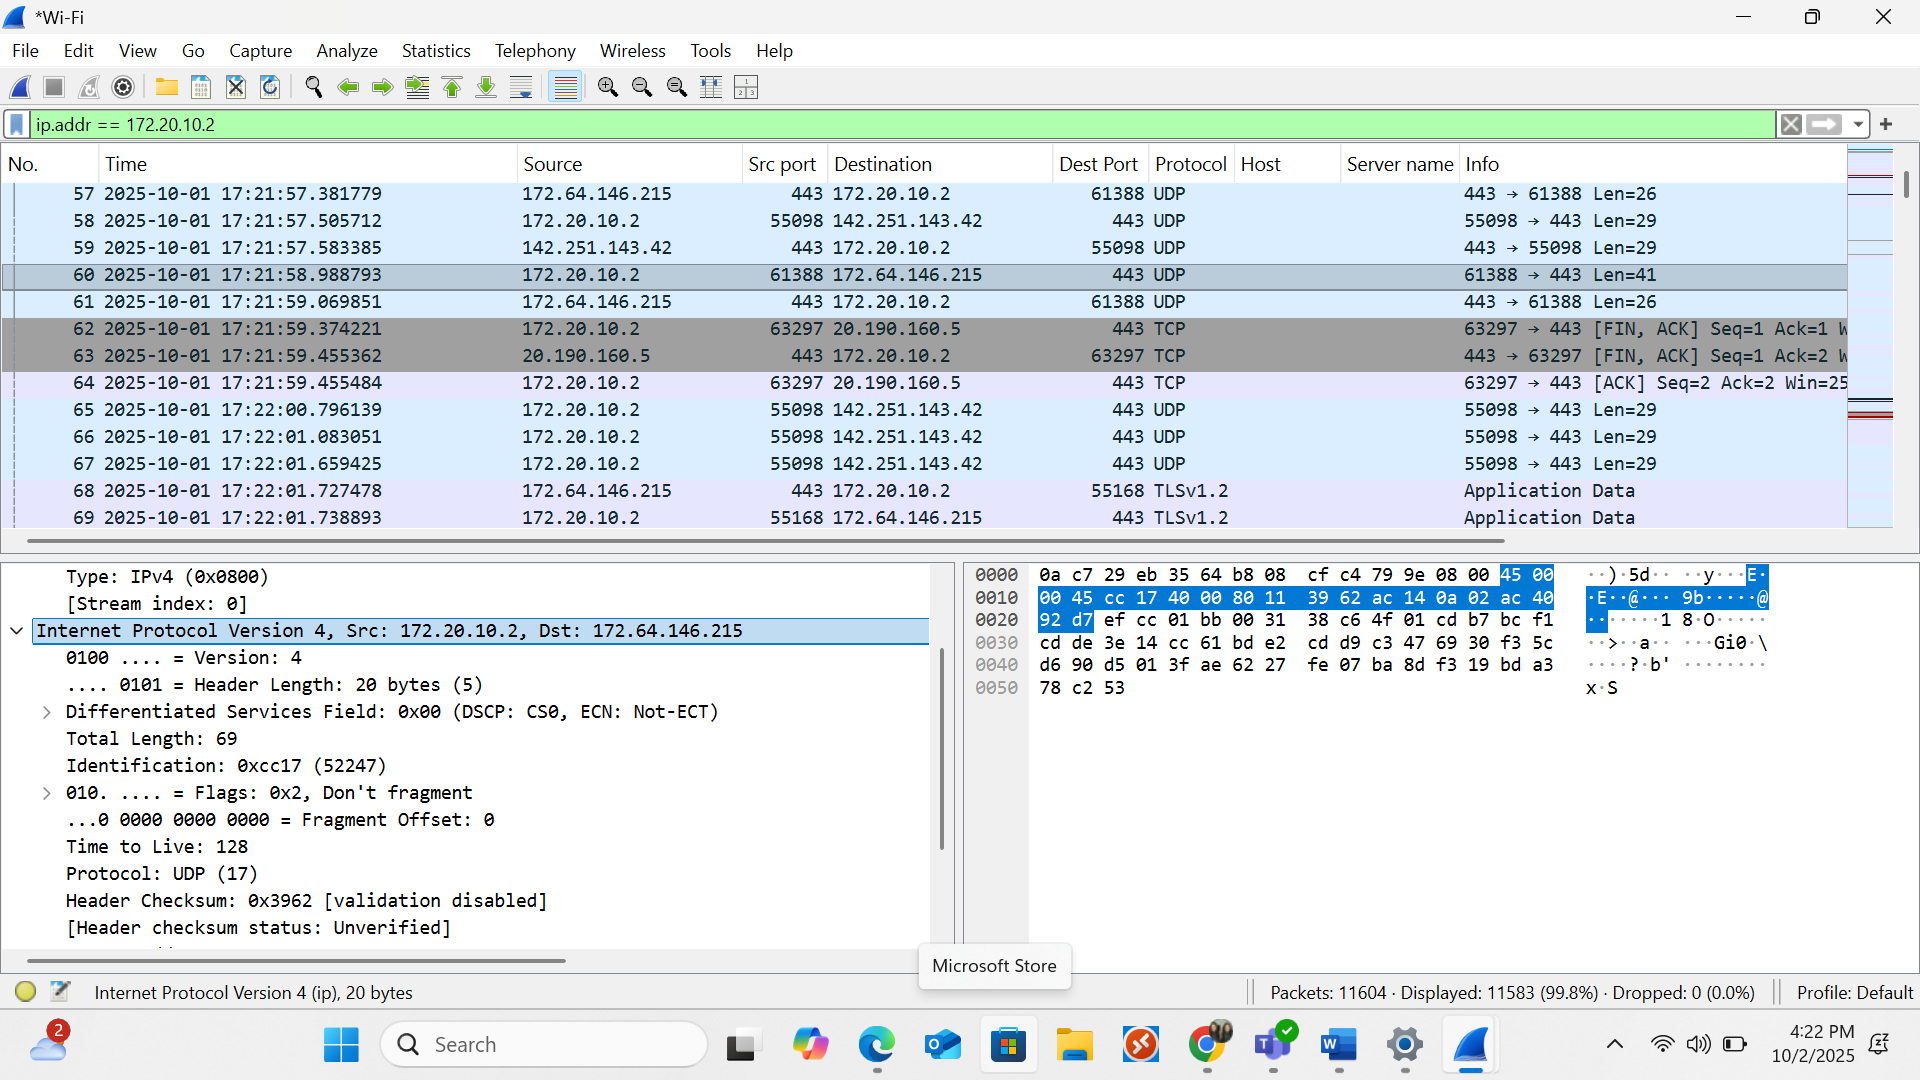 *Wi-Fi
File Edit View Go Capture Analyze Statistics Telephony Wireless Tools Help
ip.addr == 172.20.10.2
No. Time Source Src port Destination Dest Port Protocol Host Server name Info
57 2025-10-01 17:21:57.381779 172.64.146.215 443 172.20.10.2 61388 UDP 443 → 61388 Len=26
58 2025-10-01 17:21:57.505712 172.20.10.2 55098 142.251.143.42 443 UDP 55098 → 443 Len=29
59 2025-10-01 17:21:57.583385 142.251.143.42 443 172.20.10.2 55098 UDP 443 → 55098 Len=29
60 2025-10-01 17:21:58.988793 172.20.10.2 61388 172.64.146.215 443 UDP 61388 → 443 Len=41
61 2025-10-01 17:21:59.069851 172.64.146.215 443 172.20.10.2 61388 UDP 443 → 61388 Len=26
62 2025-10-01 17:21:59.374221 172.20.10.2 63297 20.190.160.5 443 TCP 63297 → 443 [FIN, ACK] Seq=1 Ack=1 W
63 2025-10-01 17:21:59.455362 20.190.160.5 443 172.20.10.2 63297 TCP 443 → 63297 [FIN, ACK] Seq=1 Ack=2 W
64 2025-10-01 17:21:59.455484 172.20.10.2 63297 20.190.160.5 443 TCP 63297 → 443 [ACK] Seq=2 Ack=2 Win=25
65 2025-10-01 17:22:00.796139 172.20.10.2 55098 142.251.143.42 443 UDP 55098 → 443 Len=29
66 2025-10-01 17:22:01.083051 172.20.10.2 55098 142.251.143.42 443 UDP 55098 → 443 Len=29
67 2025-10-01 17:22:01.659425 172.20.10.2 55098 142.251.143.42 443 UDP 55098 → 443 Len=29
68 2025-10-01 17:22:01.727478 172.64.146.215 443 172.20.10.2 55168 TLSv1.2 Application Data
69 2025-10-01 17:22:01.738893 172.20.10.2 55168 172.64.146.215 443 TLSv1.2 Application Data
Type: IPv4 (0x0800)
[Stream index: 0]
Internet Protocol Version 4, Src: 172.20.10.2, Dst: 172.64.146.215
0100 .... = Version: 4
.... 0101 = Header Length: 20 bytes (5)
Differentiated Services Field: 0x00 (DSCP: CS0, ECN: Not-ECT)
Total Length: 69
Identification: 0xcc17 (52247)
010. .... = Flags: 0x2, Don't fragment
...0 0000 0000 0000 = Fragment Offset: 0
Time to Live: 128
Protocol: UDP (17)
Header Checksum: 0x3962 [validation disabled]
[Header checksum status: Unverified]
0000 0a c7 29 eb 35 64 b8 08 cf c4 79 9e 08 00 45 00 ··)·5d·· ··y···E·
0010 00 45 cc 17 40 00 80 11 39 62 ac 14 0a 02 ac 40 ·E··@··· 9b·····@
0020 92 d7 ef cc 01 bb 00 31 38 c6 4f 01 cd b7 bc f1 ·······1 8·O·····
0030 cd de 3e 14 cc 61 bd e2 cd d9 c3 47 69 30 f3 5c ··>··a·· ···Gi0·\
0040 d6 90 d5 01 3f ae 62 27 fe 07 ba 8d f3 19 bd a3 ····?·b' ········
0050 78 c2 53 x·S
Microsoft Store
Internet Protocol Version 4 (ip), 20 bytes
Packets: 11604 · Displayed: 11583 (99.8%) · Dropped: 0 (0.0%)
Profile: Default
2
Search
4:22 PM
10/2/2025